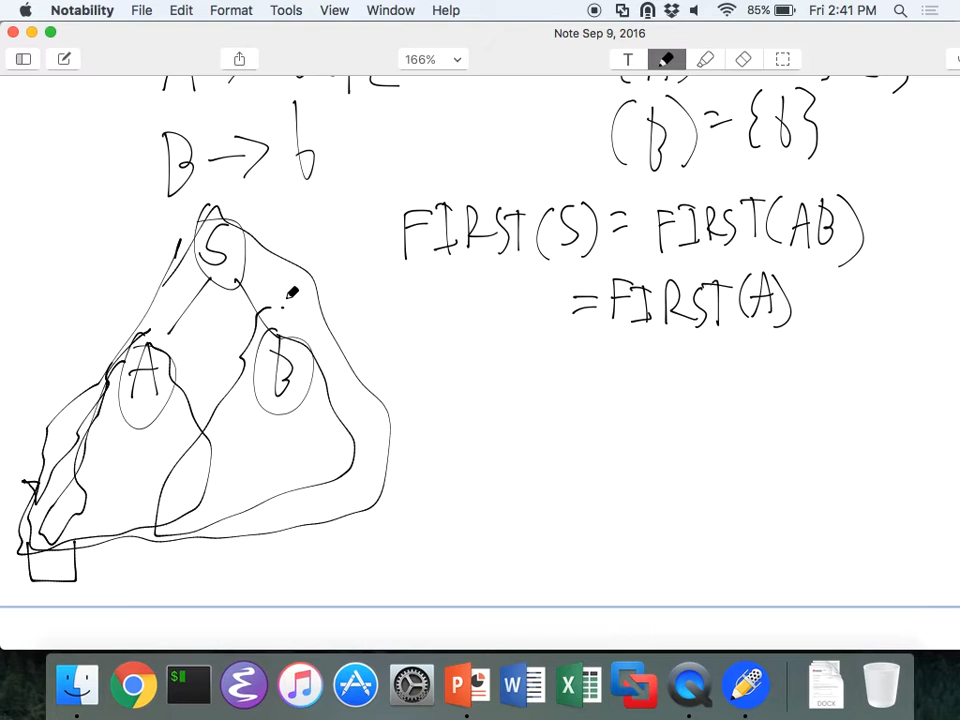 Notability File Edit Format Tools View Window Help 85% Fri 2:41 PM
Note Sep 9, 2016
166% T
B → b
(B) = {b}
FIRST(S) = FIRST(AB)
= FIRST(A)
S
A
B
$
P W X
DOCX